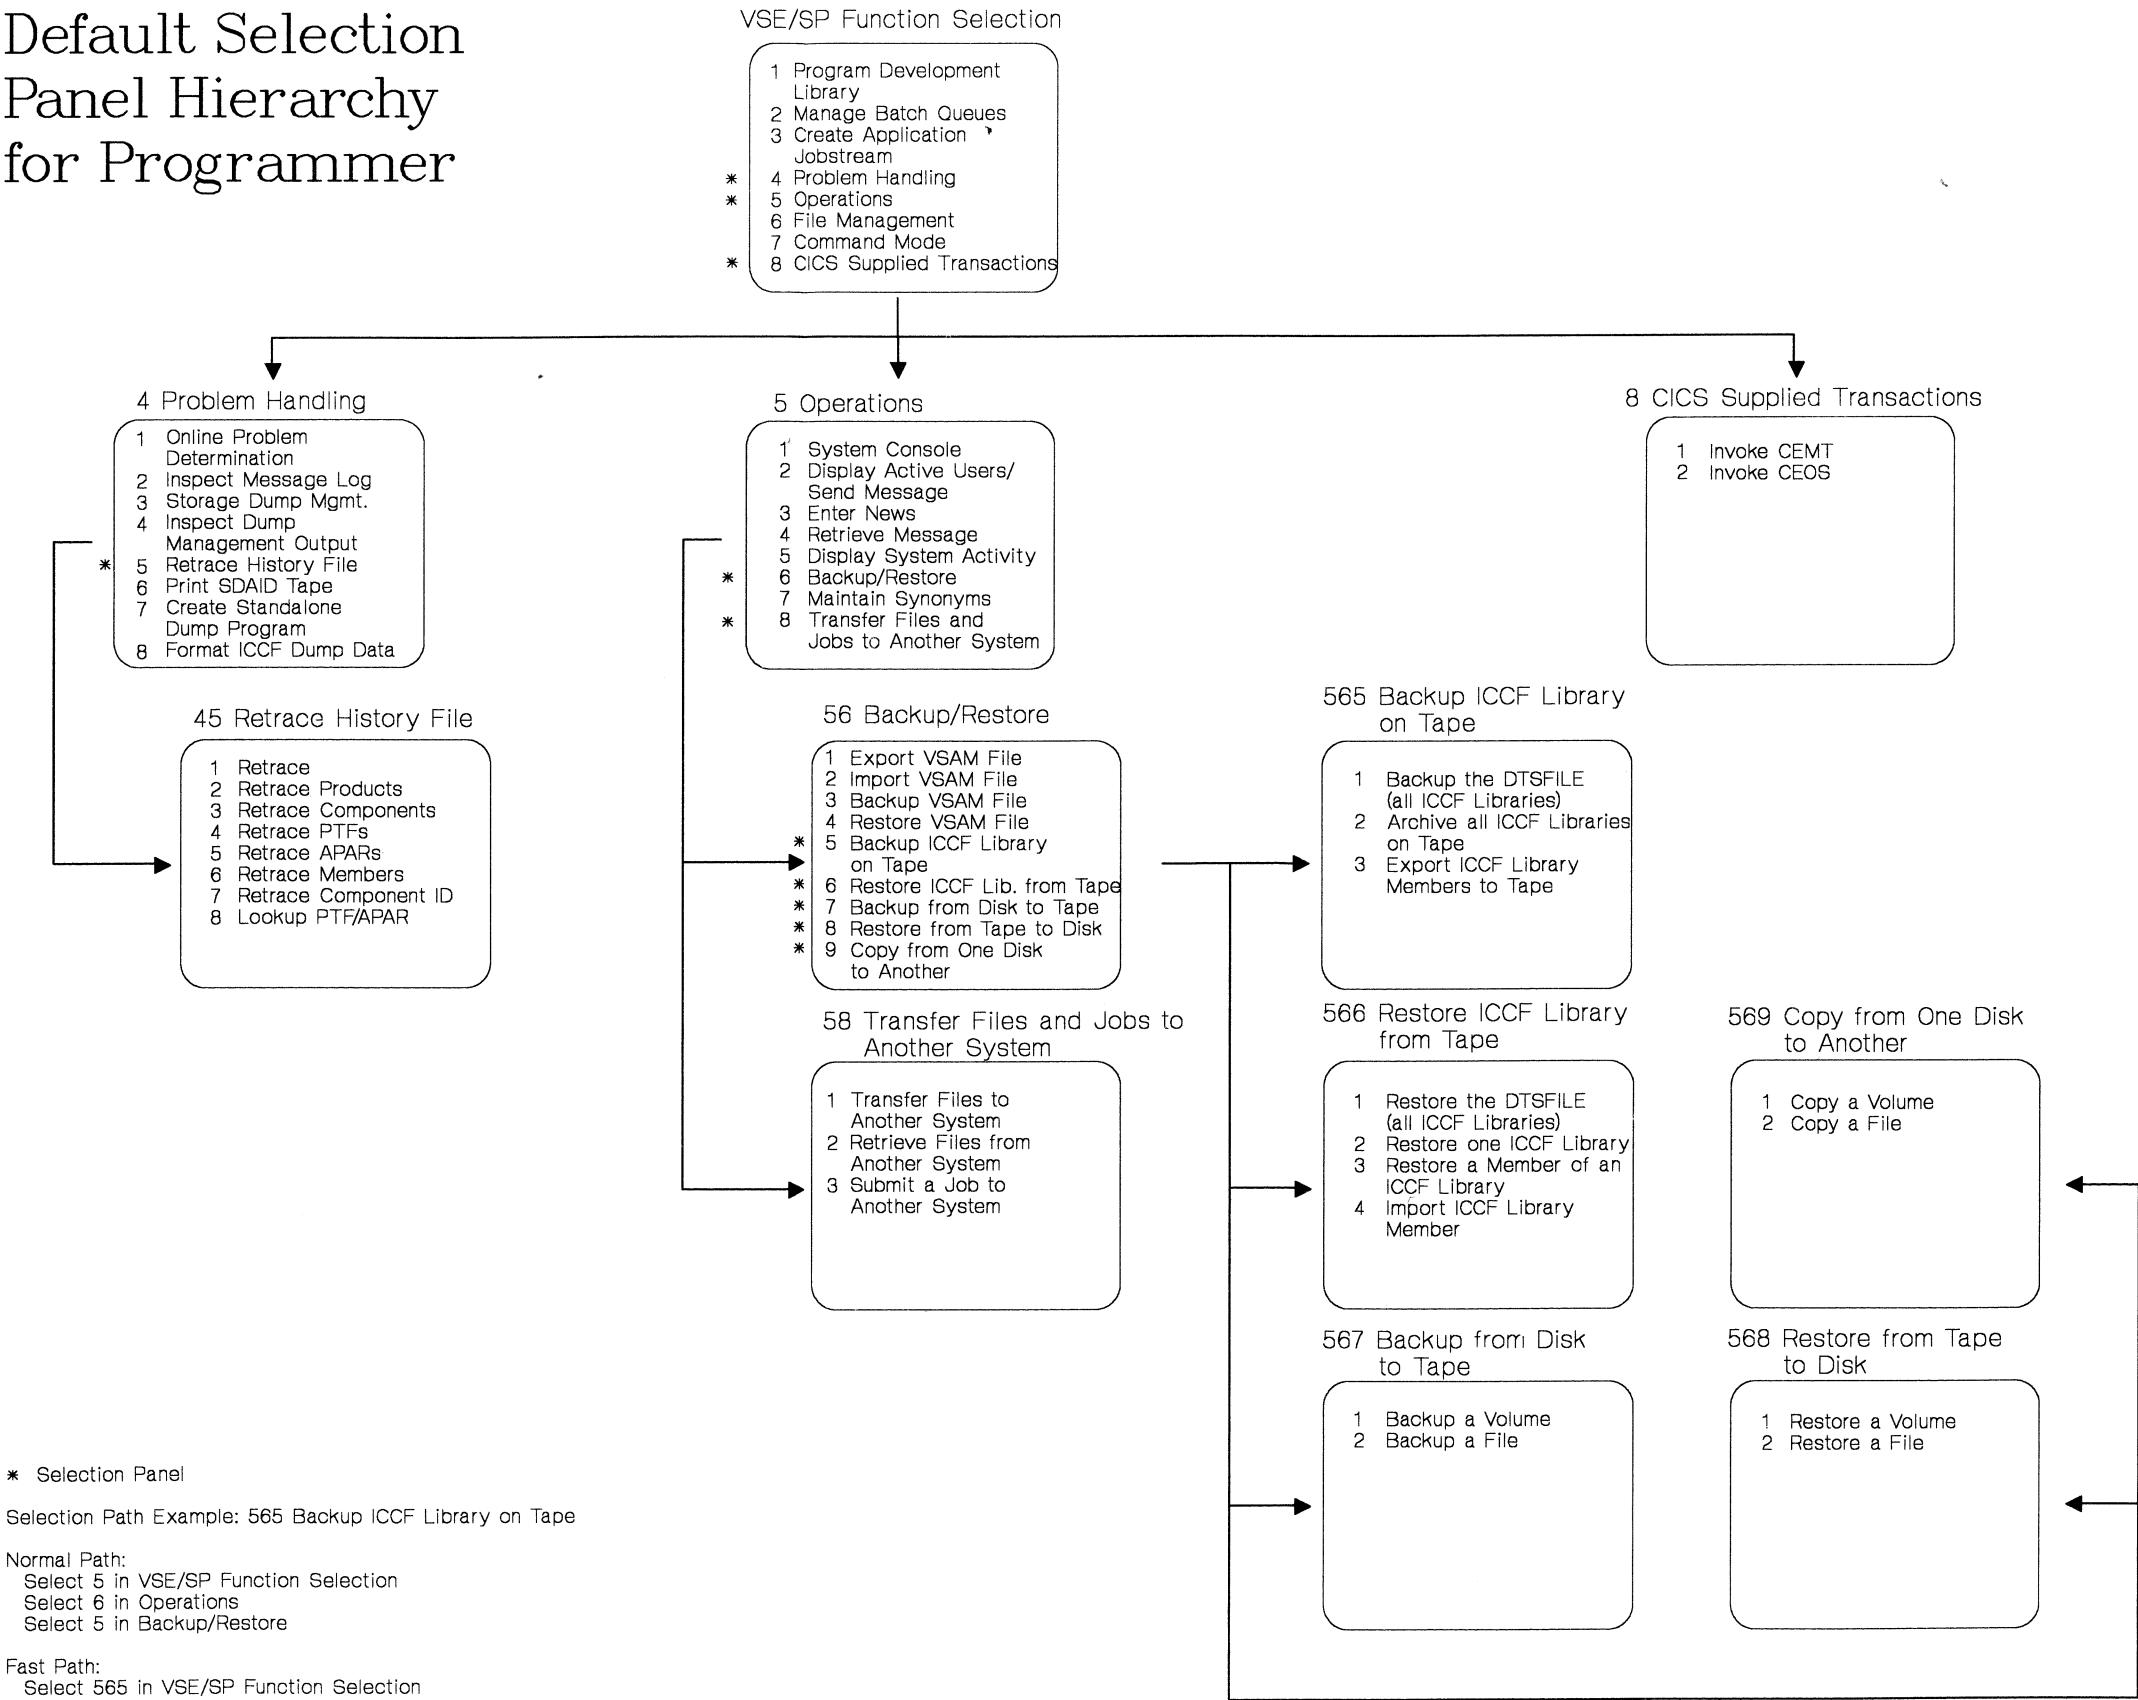 Default Selection
Panel Hierarchy
for Programmer
VSE/SP Function Selection
1 Program Development
Library
2 Manage Batch Queues
3 Create Application
Jobstream
* 4 Problem Handling
* 5 Operations
6 File Management
7 Command Mode
* 8 CICS Supplied Transactions
4 Problem Handling
1 Online Problem
Determination
2 Inspect Message Log
3 Storage Dump Mgmt.
4 Inspect Dump
Management Output
* 5 Retrace History File
6 Print SDAID Tape
7 Create Standalone
Dump Program
8 Format ICCF Dump Data
5 Operations
1 System Console
2 Display Active Users/
Send Message
3 Enter News
4 Retrieve Message
5 Display System Activity
* 6 Backup/Restore
7 Maintain Synonyms
* 8 Transfer Files and
Jobs to Another System
8 CICS Supplied Transactions
1 Invoke CEMT
2 Invoke CEOS
45 Retrace History File
1 Retrace
2 Retrace Products
3 Retrace Components
4 Retrace PTFs
5 Retrace APARs
6 Retrace Members
7 Retrace Component ID
8 Lookup PTF/APAR
56 Backup/Restore
1 Export VSAM File
2 Import VSAM File
3 Backup VSAM File
4 Restore VSAM File
* 5 Backup ICCF Library
on Tape
* 6 Restore ICCF Lib. from Tape
* 7 Backup from Disk to Tape
* 8 Restore from Tape to Disk
* 9 Copy from One Disk
to Another
565 Backup ICCF Library
on Tape
1 Backup the DTSFILE
(all ICCF Libraries)
2 Archive all ICCF Libraries
on Tape
3 Export ICCF Library
Members to Tape
58 Transfer Files and Jobs to
Another System
1 Transfer Files to
Another System
2 Retrieve Files from
Another System
3 Submit a Job to
Another System
566 Restore ICCF Library
from Tape
1 Restore the DTSFILE
(all ICCF Libraries)
2 Restore one ICCF Library
3 Restore a Member of an
ICCF Library
4 Import ICCF Library
Member
569 Copy from One Disk
to Another
1 Copy a Volume
2 Copy a File
567 Backup from Disk
to Tape
1 Backup a Volume
2 Backup a File
568 Restore from Tape
to Disk
1 Restore a Volume
2 Restore a File
* Selection Panel
Selection Path Example: 565 Backup ICCF Library on Tape
Normal Path:
Select 5 in VSE/SP Function Selection
Select 6 in Operations
Select 5 in Backup/Restore
Fast Path:
Select 565 in VSE/SP Function Selection